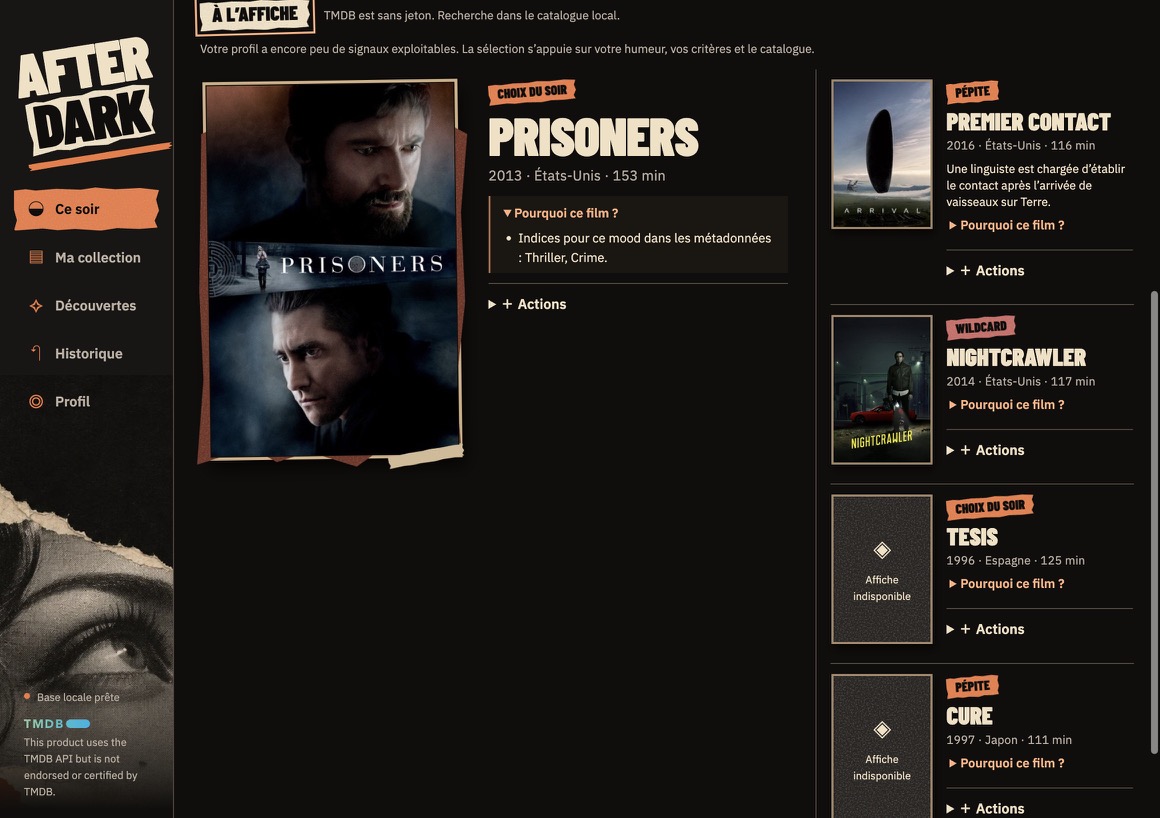 AFTER
DARK
Ce soir
Ma collection
Découvertes
Historique
Profil
Base locale prête
TMDB
This product uses the
TMDB API but is not
endorsed or certified by
TMDB.
À L’AFFICHE
TMDB est sans jeton. Recherche dans le catalogue local.
Votre profil a encore peu de signaux exploitables. La sélection s’appuie sur votre humeur, vos critères et le catalogue.
PRISONERS
CHOIX DU SOIR
PRISONERS
2013 · États-Unis · 153 min
▼ Pourquoi ce film ?
• Indices pour ce mood dans les métadonnées
: Thriller, Crime.
▶ + Actions
ARRIVAL
PÉPITE
PREMIER CONTACT
2016 · États-Unis · 116 min
Une linguiste est chargée d’établir
le contact après l’arrivée de
vaisseaux sur Terre.
▶ Pourquoi ce film ?
▶ + Actions
NIGHTCRAWLER
WILDCARD
NIGHTCRAWLER
2014 · États-Unis · 117 min
▶ Pourquoi ce film ?
▶ + Actions
Affiche
indisponible
CHOIX DU SOIR
TESIS
1996 · Espagne · 125 min
▶ Pourquoi ce film ?
▶ + Actions
Affiche
indisponible
PÉPITE
CURE
1997 · Japon · 111 min
▶ Pourquoi ce film ?
▶ + Actions